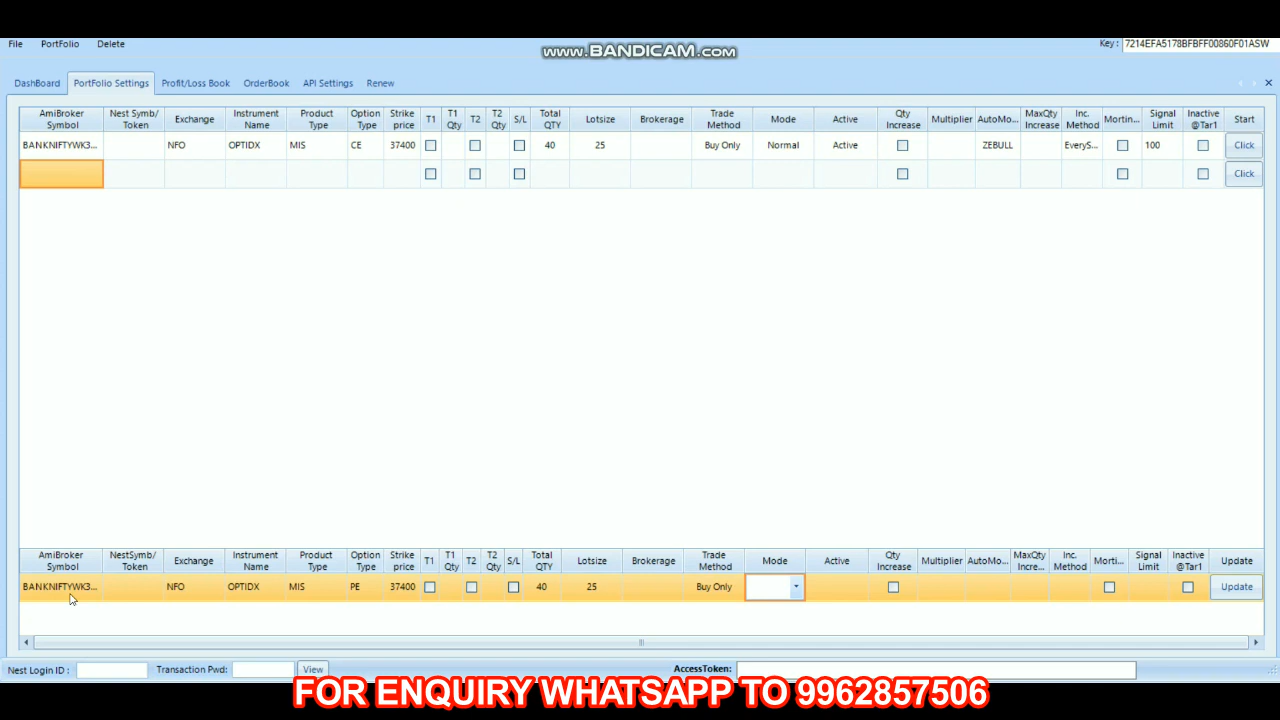 www.BANDICAM.com
File PortFolio Delete
Key : 7214EFA5178BFBFF00860F01ASW
DashBoard PortFolio Settings Profit/Loss Book OrderBook API Settings Renew
AmiBroker Symbol Nest Symb/ Token Exchange Instrument Name Product Type Option Type Strike price T1 T1 Qty T2 T2 Qty S/L Total QTY Lotsize Brokerage Trade Method Mode Active Qty Increase Multiplier AutoMo... MaxQty Increase Inc. Method Mortin... Signal Limit Inactive @Tar1 Start
BANKNIFTYWK3... NFO OPTIDX MIS CE 37400 40 25 Buy Only Normal Active ZEBULL EveryS... 100 Click
Click
AmiBroker Symbol NestSymb/ Token Exchange Instrument Name Product Type Option Type Strike price T1 T1 Qty T2 T2 Qty S/L Total QTY Lotsize Brokerage Trade Method Mode Active Qty Increase Multiplier AutoMo... MaxQty Incre... Inc. Method Morti... Signal Limit Inactive @Tar1 Update
BANKNIFTYWK3... NFO OPTIDX MIS PE 37400 40 25 Buy Only Update
Nest Login ID : Transaction Pwd: View AccessToken:
FOR ENQUIRY WHATSAPP TO 9962857506